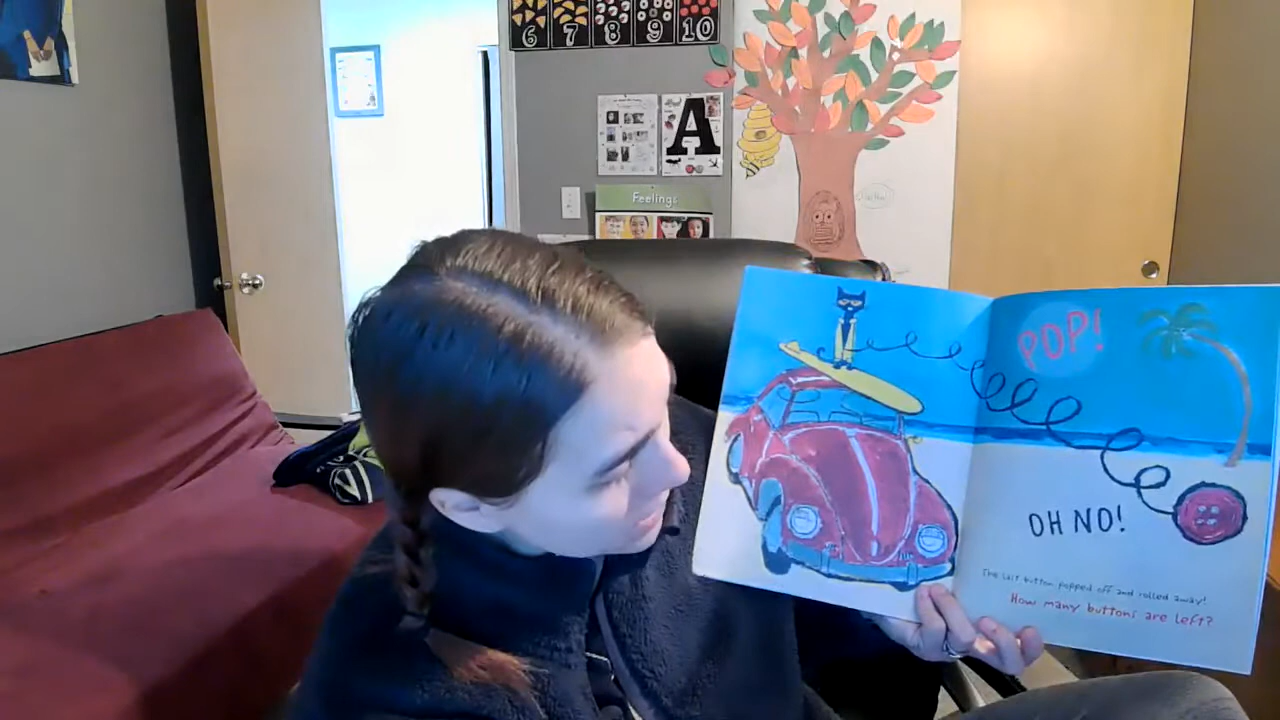 6 7 8 9 10
A
Feelings
POP!
OH NO!
The last button popped off and rolled away!
How many buttons are left?